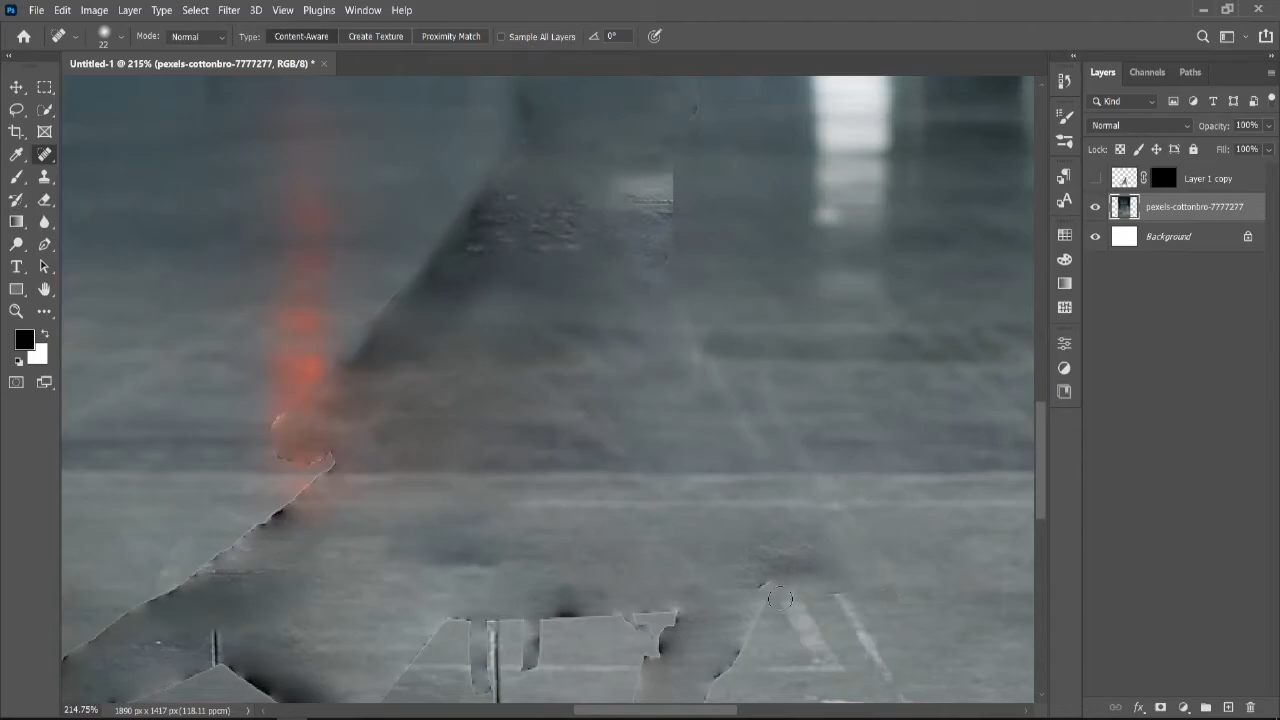 Ps File Edit Image Layer Type Select Filter 3D View Plugins Window Help
22 Mode: Normal Type: Content-Aware Create Texture Proximity Match Sample All Layers 0°
Untitled-1 @ 215% (pexels-cottonbro-7777277, RGB/8) *
Layers Channels Paths
Kind
Normal Opacity: 100%
Lock: Fill: 100%
Layer 1 copy
pexels-cottonbro-7777277
Background
214.75% 1890 px x 1417 px (118.11 ppcm)